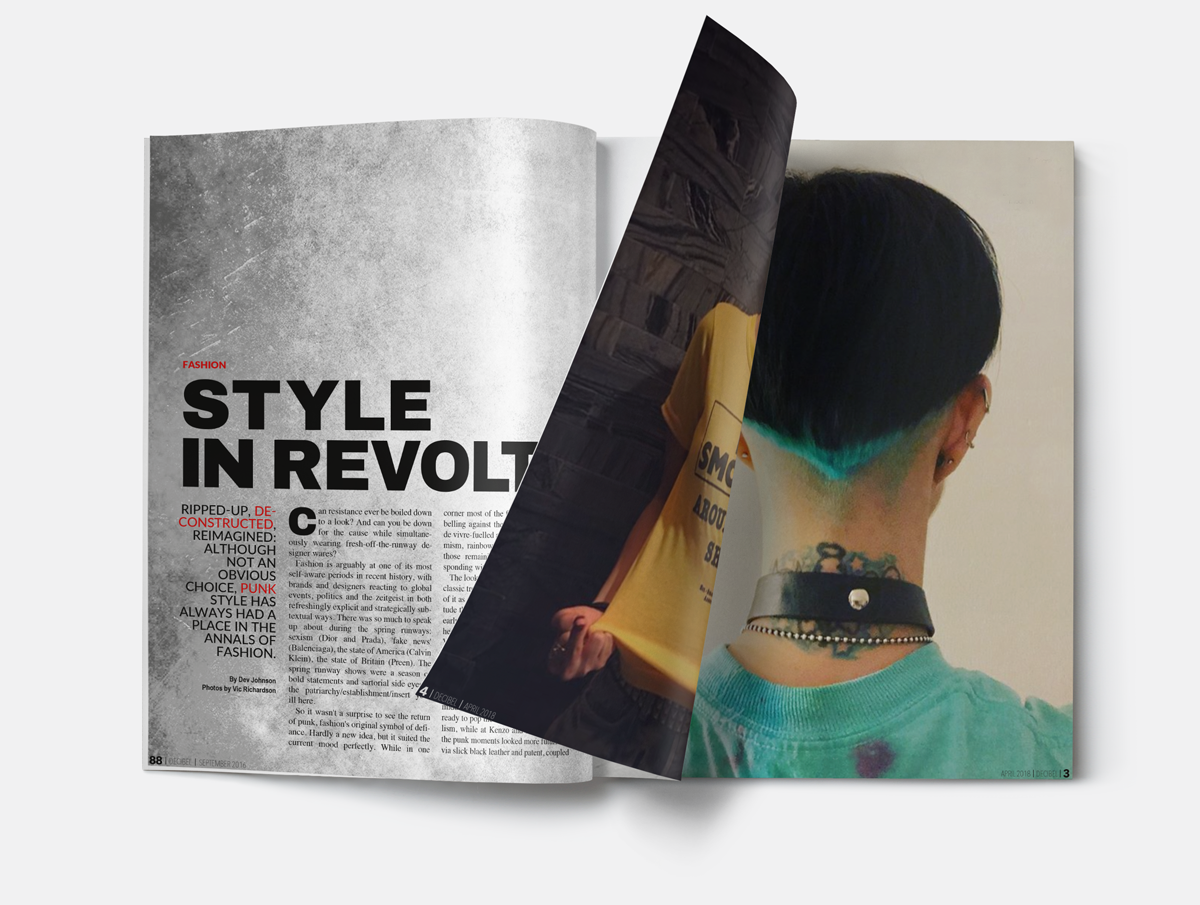 FASHION
STYLE
IN REVOLT
RIPPED-UP, DE-
CONSTRUCTED,
REIMAGINED:
ALTHOUGH
NOT AN
OBVIOUS
CHOICE, PUNK
STYLE HAS
ALWAYS HAD A
PLACE IN THE
ANNALS OF
FASHION.
By Dev Johnson
Photos by Vic Richardson
Can resistance ever be boiled down
to a look? And can you be down
for the cause while simultane-
ously wearing fresh-off-the-runway de-
signer wares?
Fashion is arguably at one of its most
self-aware periods in recent history, with
brands and designers reacting to global
events, politics and the zeitgeist in both
refreshingly explicit and strategically sub-
textual ways. There was so much to speak
up about during the spring runways:
sexism (Dior and Prada), 'fake news'
(Balenciaga), the state of America (Calvin
Klein), the state of Britain (Preen). The
spring runway shows were a season
bold statements and sartorial side
the patriarchy/establishment/insert
ill here.
So it wasn't a surprise to see the return
of punk, fashion's original symbol of defi-
ance. Hardly a new idea, but it suited the
current mood perfectly. While in one
corner most of the
belling against the
de vivre-fuelled
mism, rainbow
those
sponding
The look
classic
of it as
ready to pop
lism, while at Kenzo
the punk moments looked more
via slick black leather and patent, coupled
88 | DECIBEL | SEPTEMBER 2016
4 | DECIBEL | APRIL 2018
APRIL 2018 | DECIBEL | 3